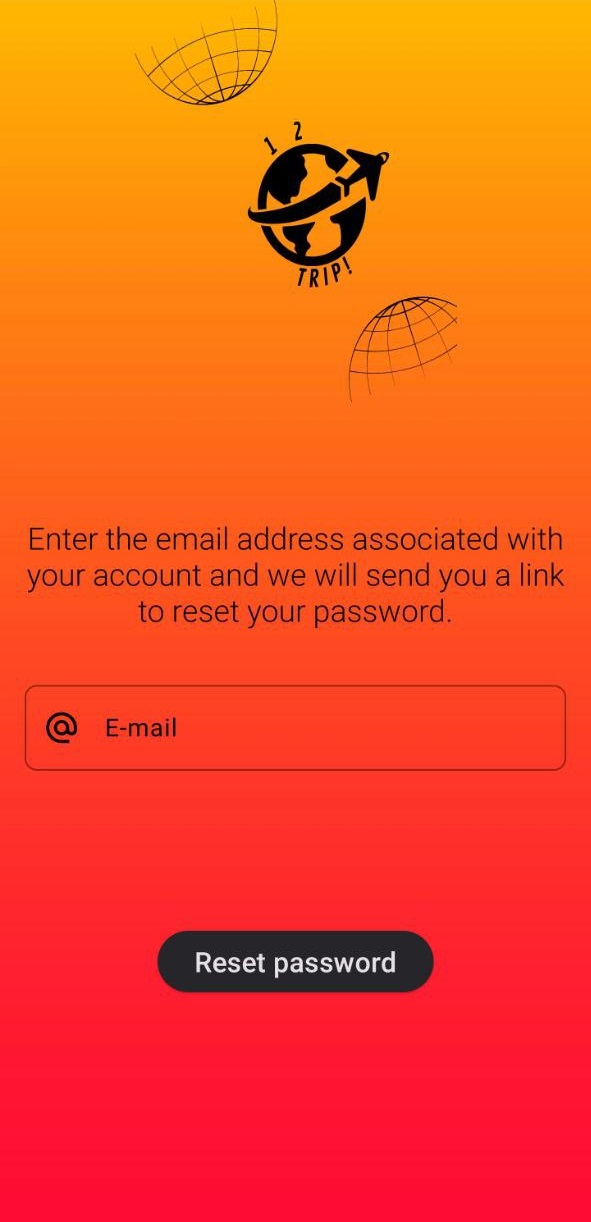 1 2
TRIP!
Enter the email address associated with
your account and we will send you a link
to reset your password.
@ E-mail
Reset password